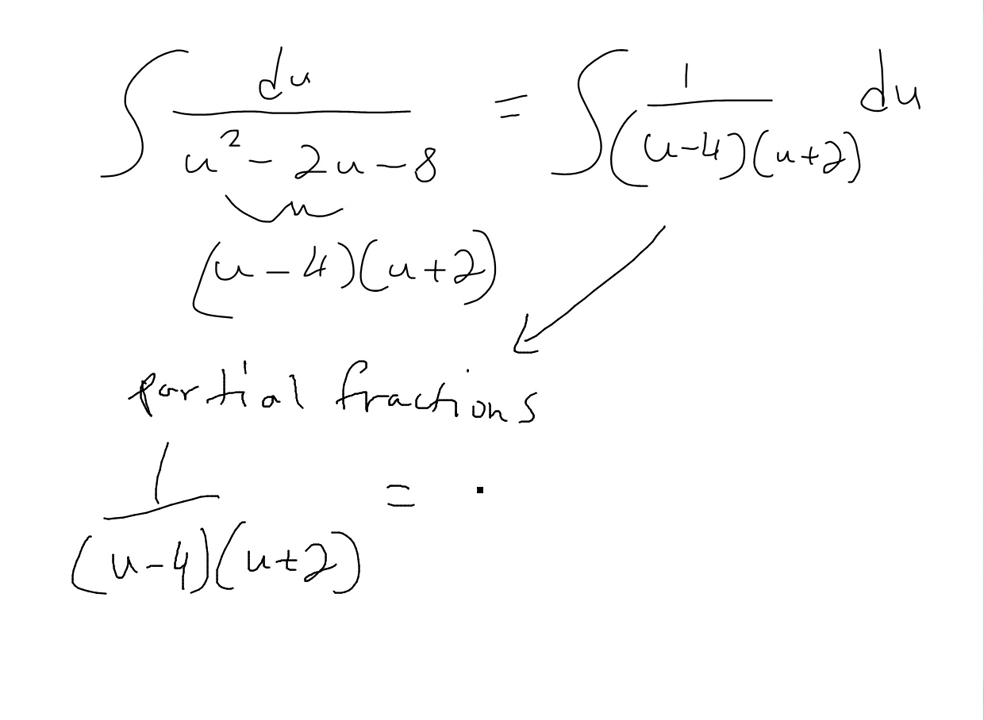 ∫ du / (u² - 2u - 8) = ∫ 1 / ((u-4)(u+2)) du
(u-4)(u+2)
partial fractions
1 / ((u-4)(u+2)) =